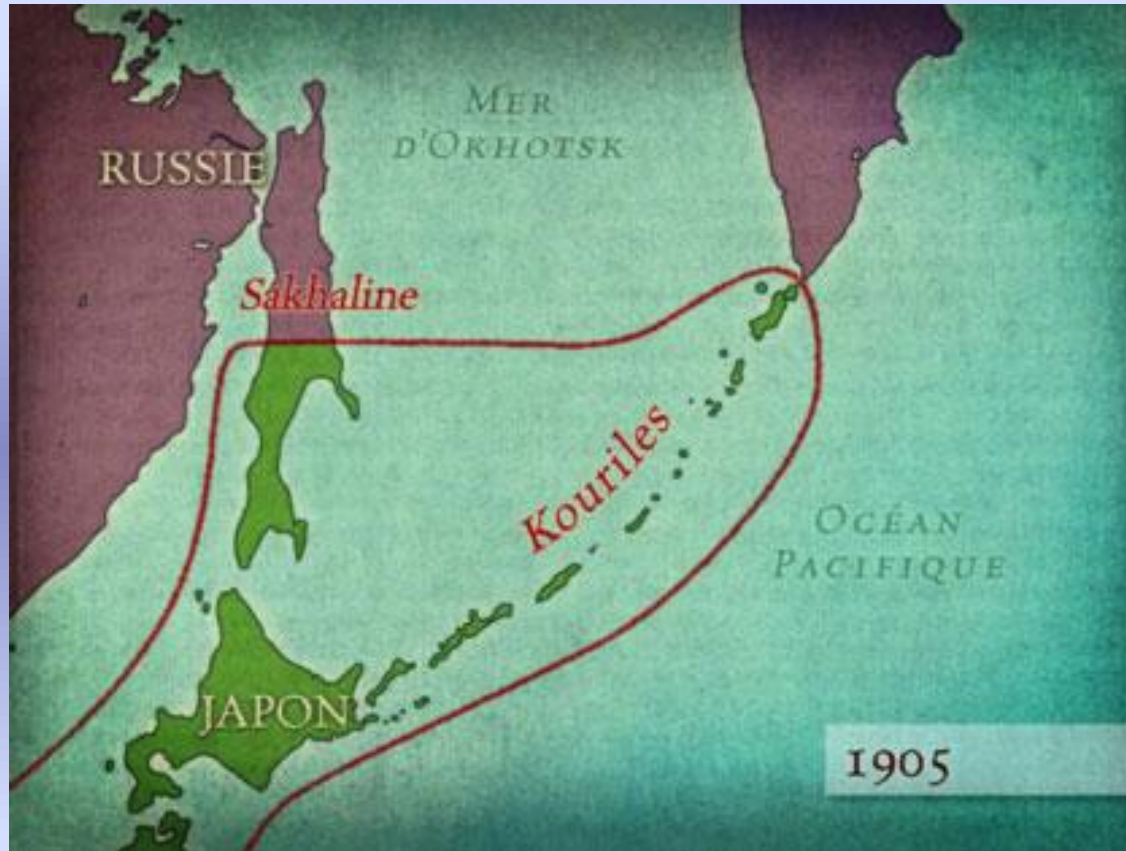 MER
D'OKHOTSK
RUSSIE
Sakhaline
Kouriles
OCÉAN
PACIFIQUE
JAPON
1905